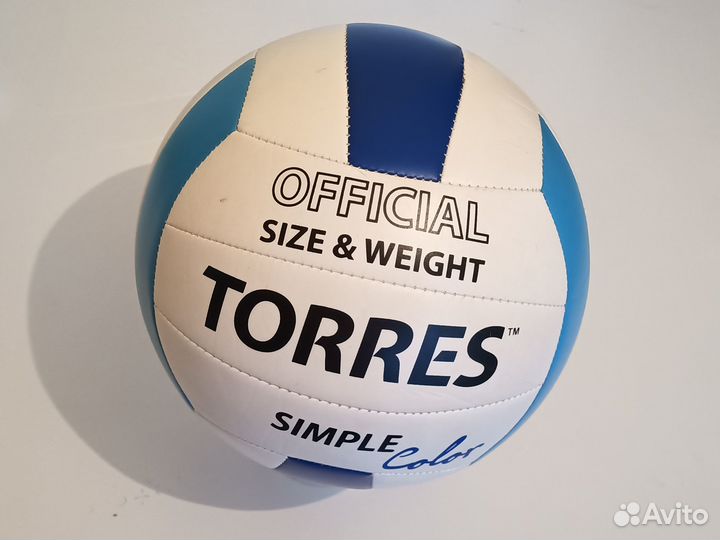 OFFICIAL
SIZE & WEIGHT
TORRES™
SIMPLE Color
Avito